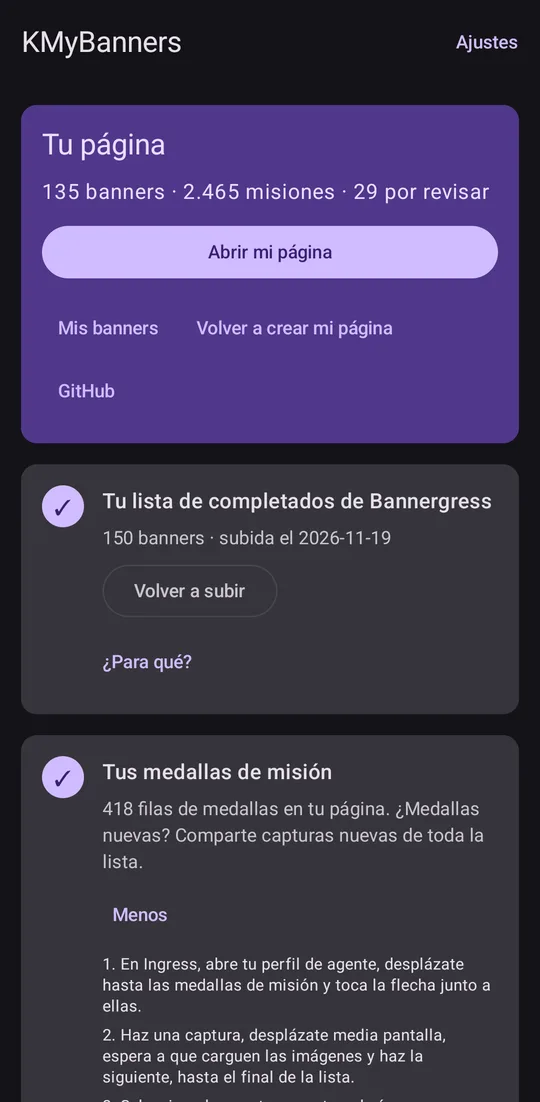 KMyBanners
Ajustes
Tu página
135 banners · 2.465 misiones · 29 por revisar
Abrir mi página
Mis banners
Volver a crear mi página
GitHub
✓
Tu lista de completados de Bannergress
150 banners · subida el 2026-11-19
Volver a subir
¿Para qué?
✓
Tus medallas de misión
418 filas de medallas en tu página. ¿Medallas
nuevas? Comparte capturas nuevas de toda la
lista.
Menos
1. En Ingress, abre tu perfil de agente, desplázate
hasta las medallas de misión y toca la flecha junto a
ellas.
2. Haz una captura, desplázate media pantalla,
espera a que carguen las imágenes y haz la
siguiente, hasta el final de la lista.